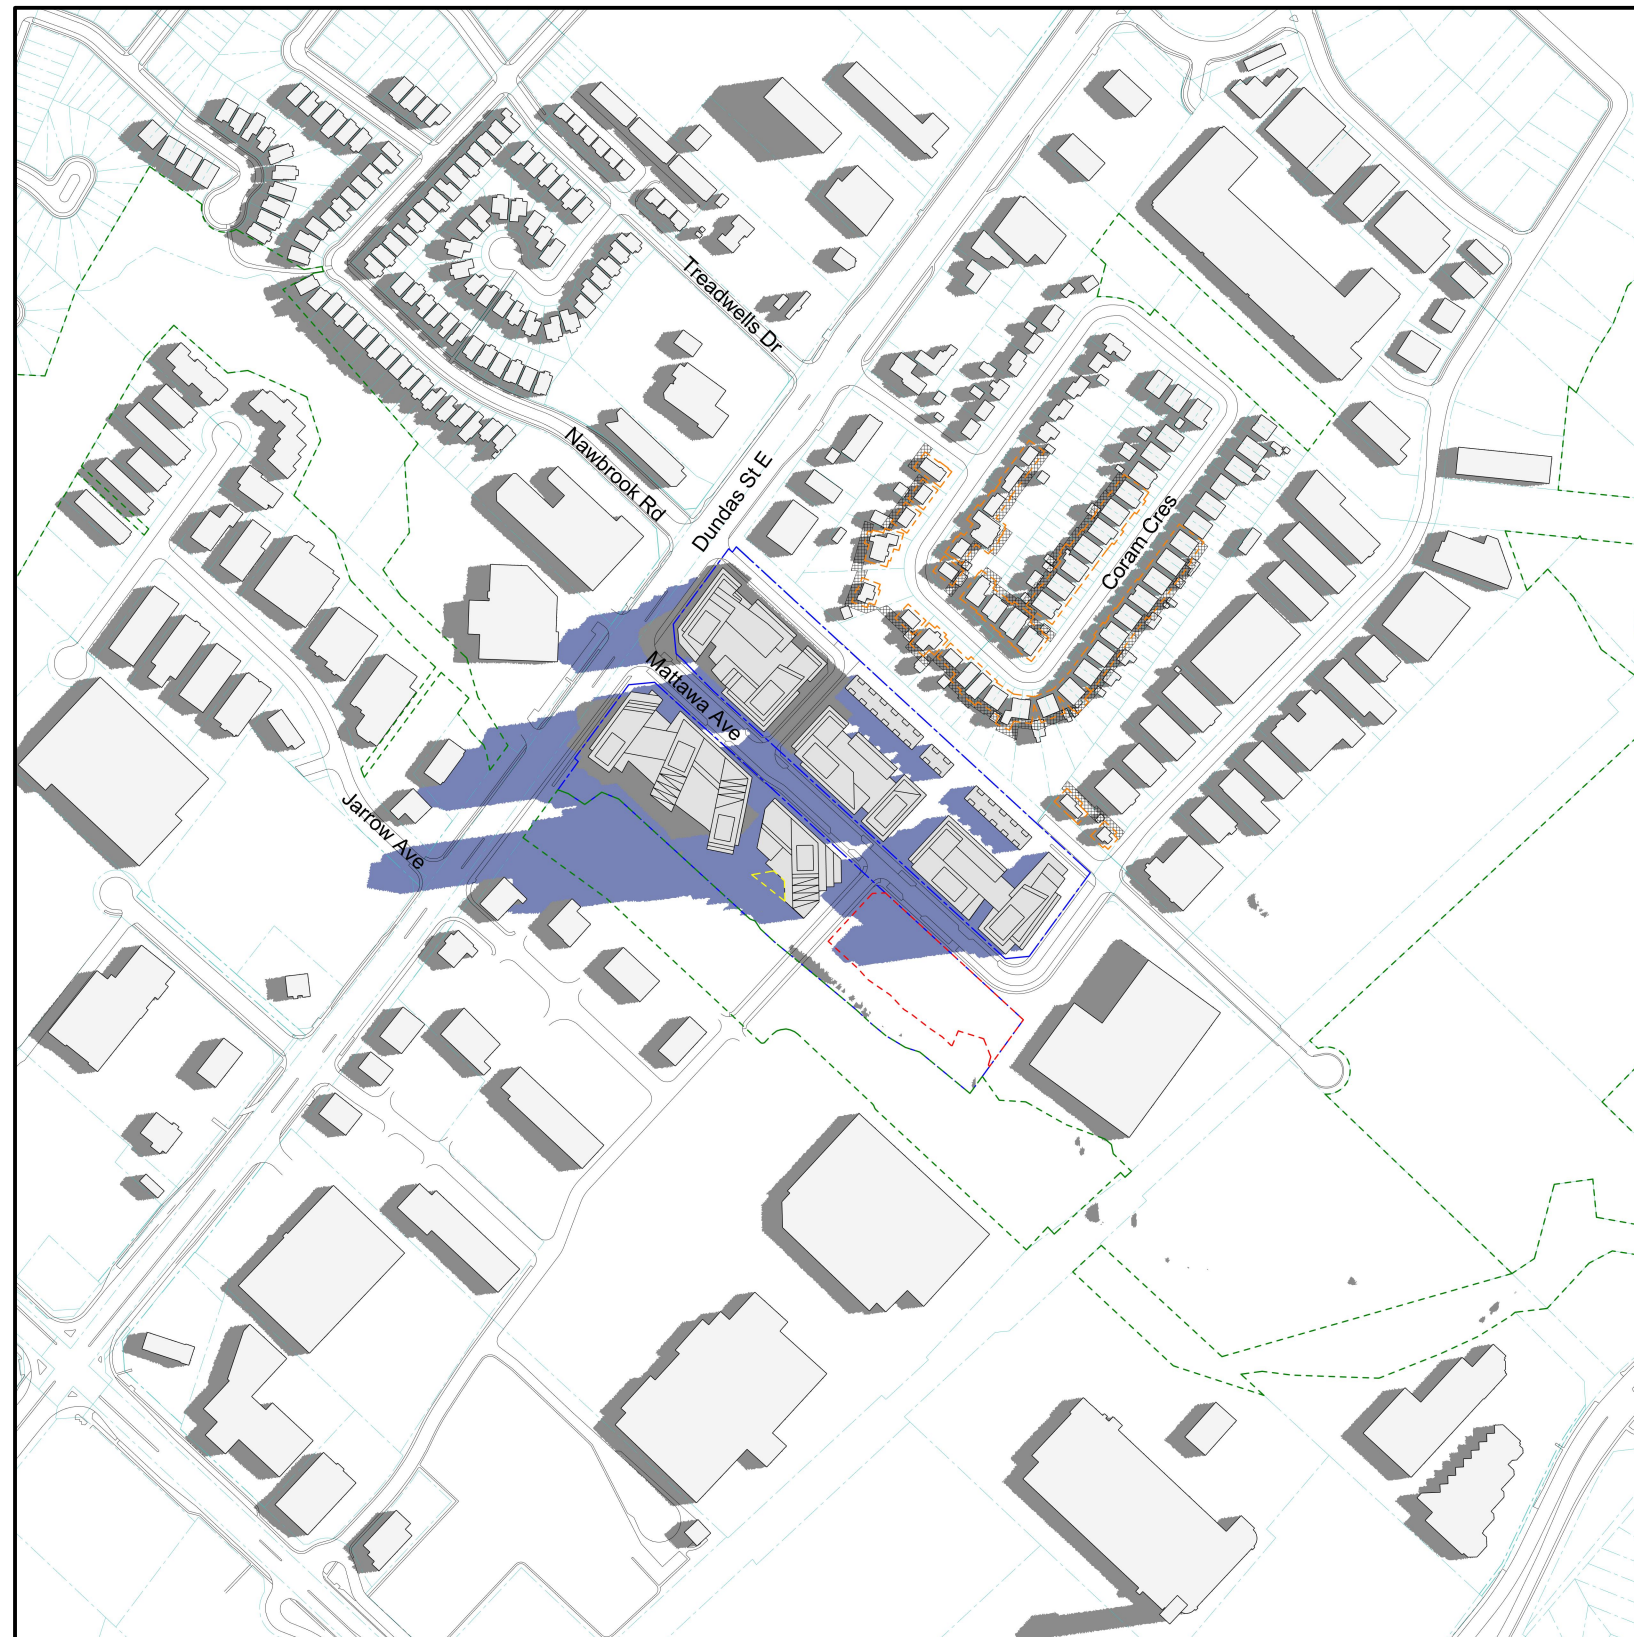 Treadwells Dr
Nawbrook Rd
Dundas St E
Coram Cres
Mattawa Ave
Jarrow Ave